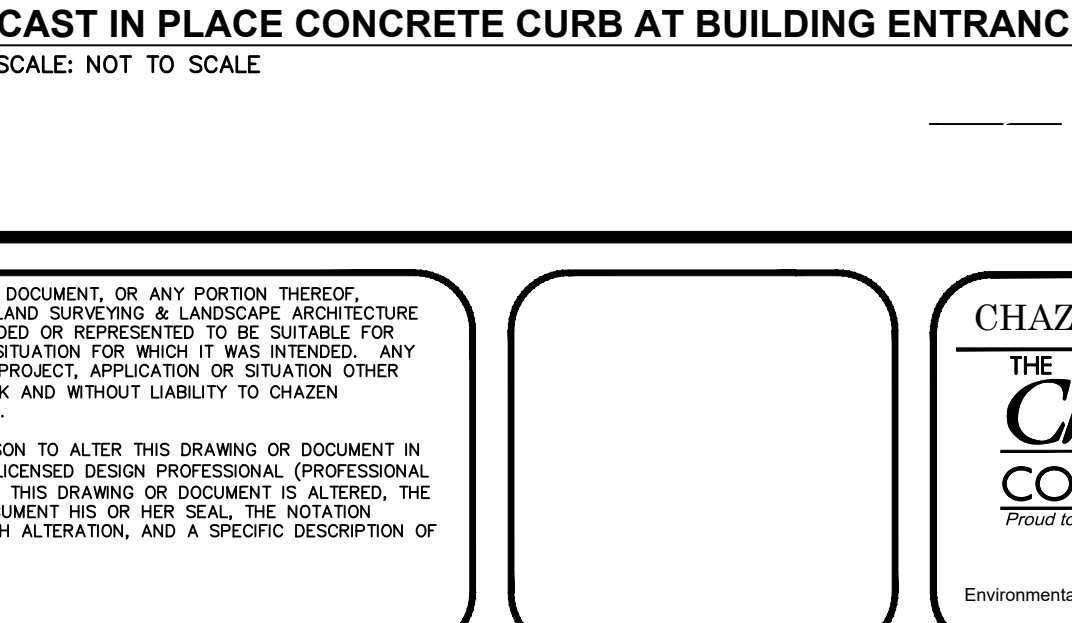 CAST IN PLACE CONCRETE CURB AT BUILDING ENTRANC
SCALE: NOT TO SCALE
DOCUMENT, OR ANY PORTION THEREOF,
LAND SURVEYING & LANDSCAPE ARCHITECTURE
DED OR REPRESENTED TO BE SUITABLE FOR
SITUATION FOR WHICH IT WAS INTENDED. ANY
PROJECT, APPLICATION OR SITUATION OTHER
K AND WITHOUT LIABILITY TO CHAZEN
.
SON TO ALTER THIS DRAWING OR DOCUMENT IN
LICENSED DESIGN PROFESSIONAL (PROFESSIONAL
THIS DRAWING OR DOCUMENT IS ALTERED, THE
CUMENT HIS OR HER SEAL, THE NOTATION
H ALTERATION, AND A SPECIFIC DESCRIPTION OF
CHAZ
THE
C
CO
Proud to
Environmenta